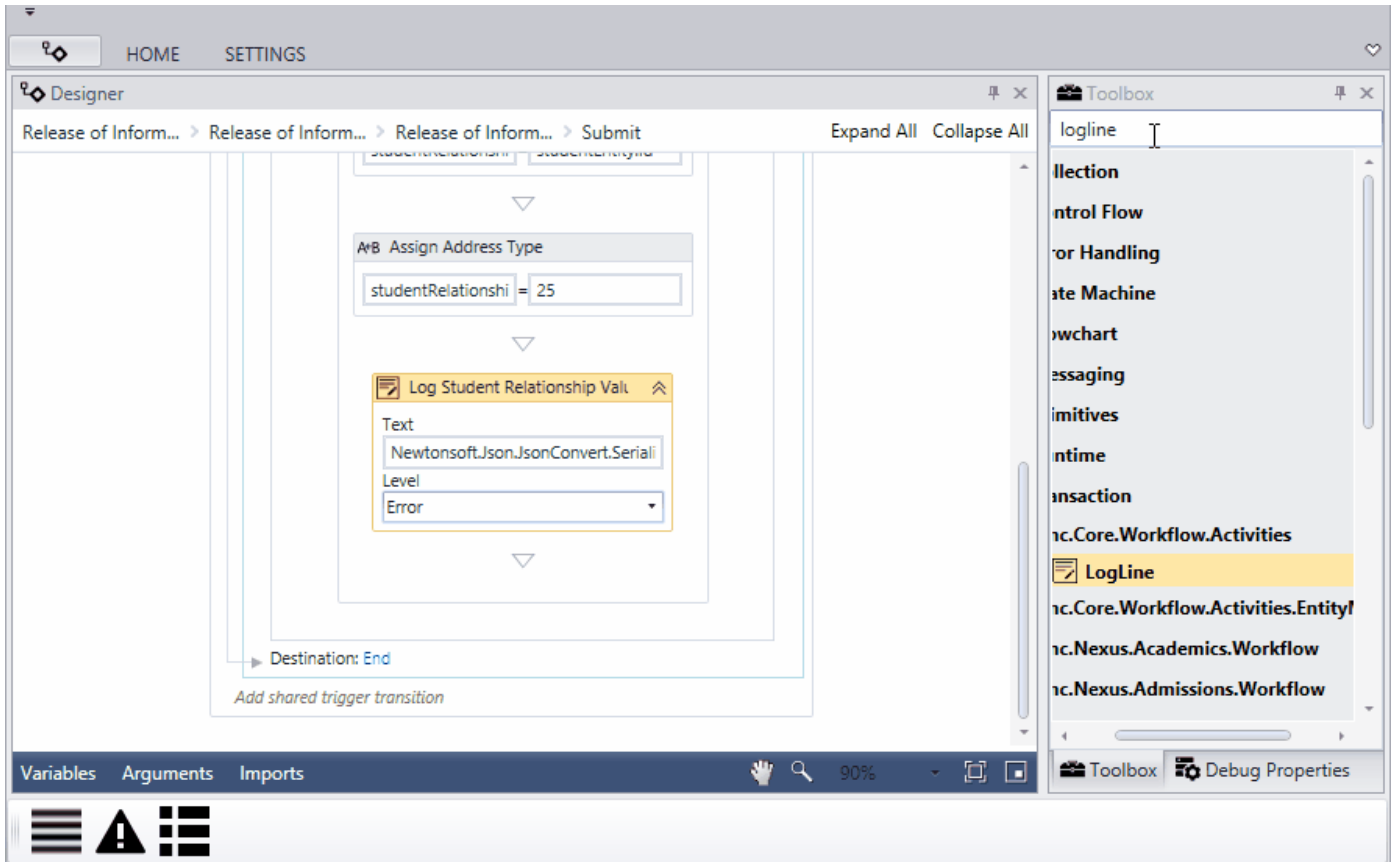 HOME SETTINGS
Designer
Release of Inform... > Release of Inform... > Release of Inform... > Submit Expand All Collapse All
studentRelationshi = studentEntityIid
A+B Assign Address Type
studentRelationshi = 25
Log Student Relationship Valu
Text
Newtonsoft.Json.JsonConvert.Seriali
Level
Error
Destination: End
Add shared trigger transition
Variables Arguments Imports 90%
Toolbox
logline
llection
ntrol Flow
ror Handling
ate Machine
owchart
essaging
imitives
ntime
ansaction
nc.Core.Workflow.Activities
LogLine
nc.Core.Workflow.Activities.EntityM
nc.Nexus.Academics.Workflow
nc.Nexus.Admissions.Workflow
Toolbox Debug Properties